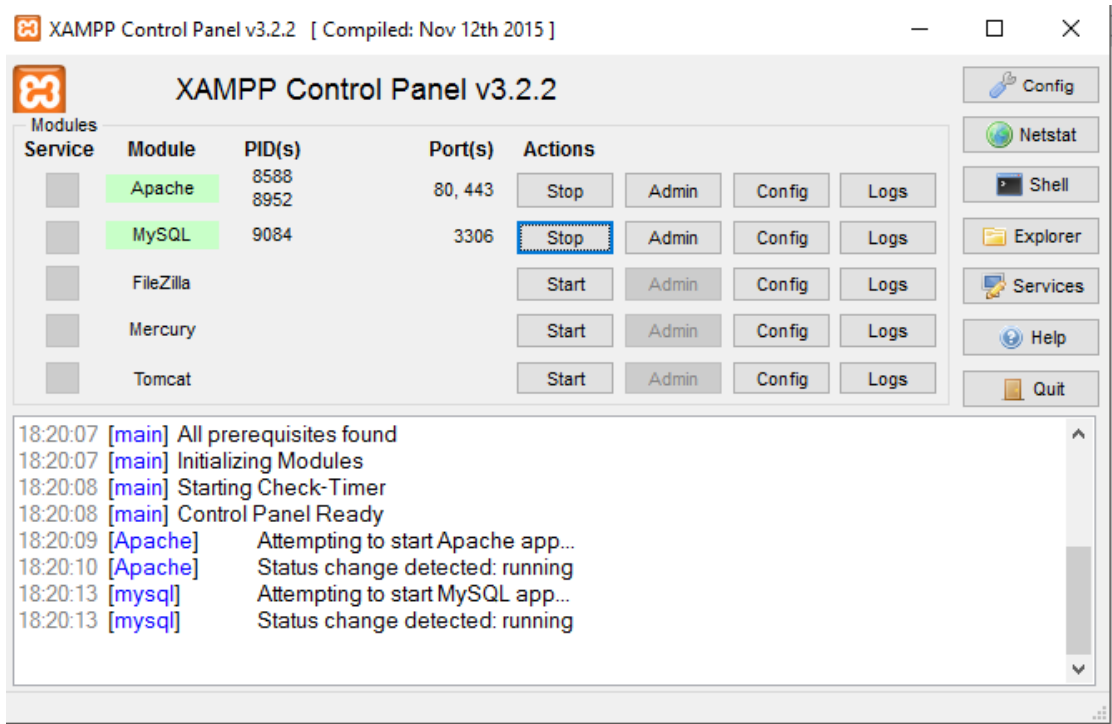 XAMPP Control Panel v3.2.2 [ Compiled: Nov 12th 2015 ]
XAMPP Control Panel v3.2.2
Config
Modules
Netstat
Service Module PID(s) Port(s) Actions
Apache 8588 8952 80, 443 Stop Admin Config Logs
Shell
MySQL 9084 3306 Stop Admin Config Logs
Explorer
FileZilla Start Admin Config Logs
Services
Mercury Start Admin Config Logs
Help
Tomcat Start Admin Config Logs
Quit
18:20:07 [main] All prerequisites found
18:20:07 [main] Initializing Modules
18:20:08 [main] Starting Check-Timer
18:20:08 [main] Control Panel Ready
18:20:09 [Apache] Attempting to start Apache app...
18:20:10 [Apache] Status change detected: running
18:20:13 [mysql] Attempting to start MySQL app...
18:20:13 [mysql] Status change detected: running